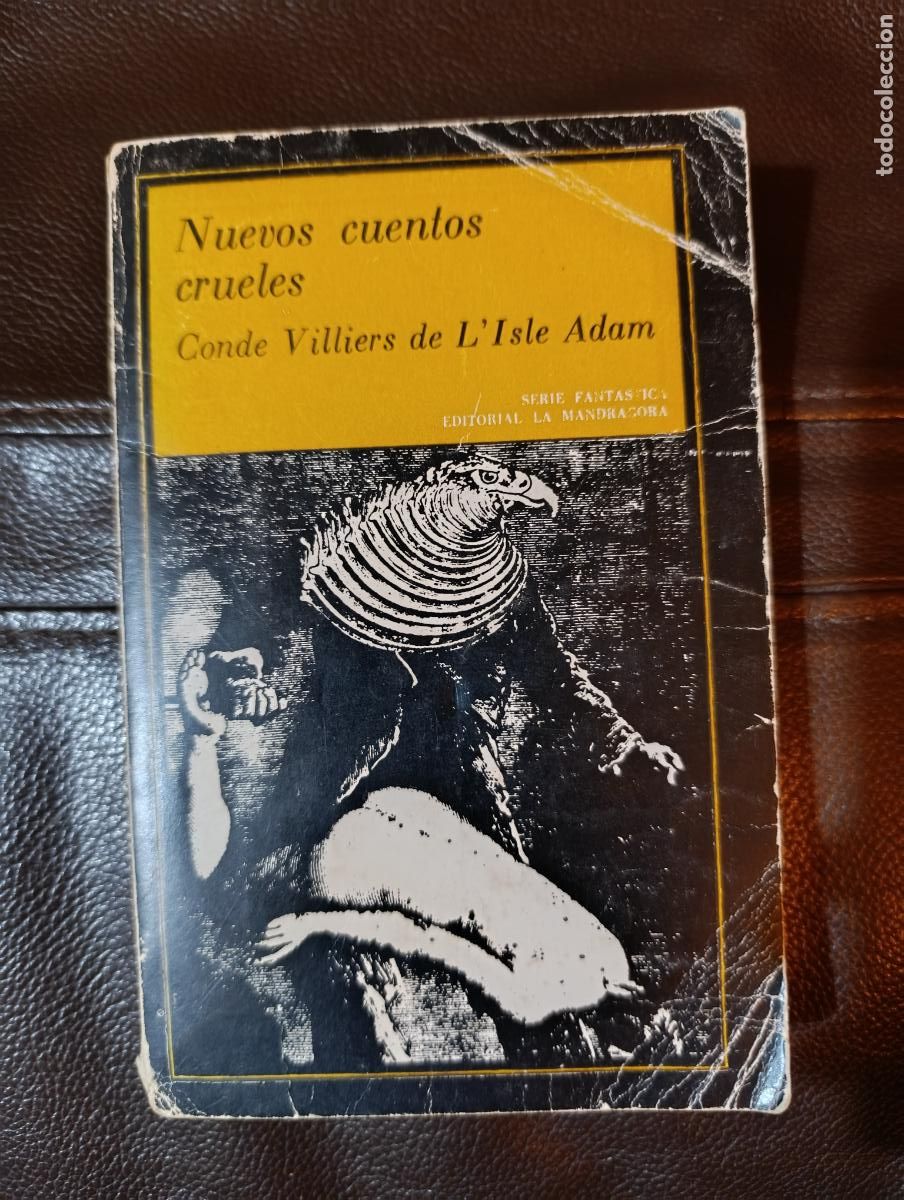 Nuevos cuentos
crueles
Conde Villiers de L'Isle Adam
SERIE FANTASTICA
EDITORIAL LA MANDRAGORA
todocoleccion